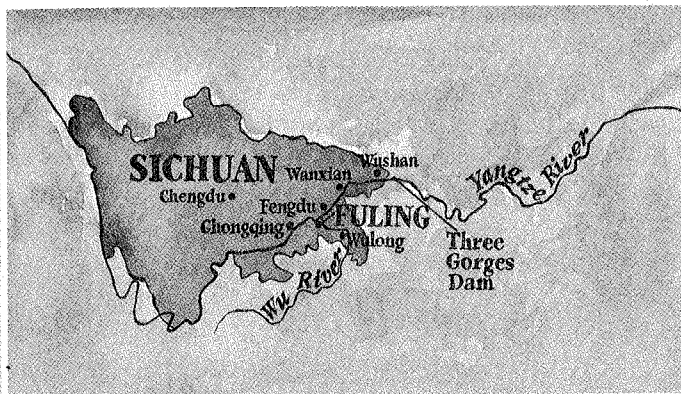 SICHUAN
Wushan
Wanxian
Chengdu
Fengdu
FULING
Chongqing
Wulong
Yangtze River
Three
Gorges
Dam
Wu River